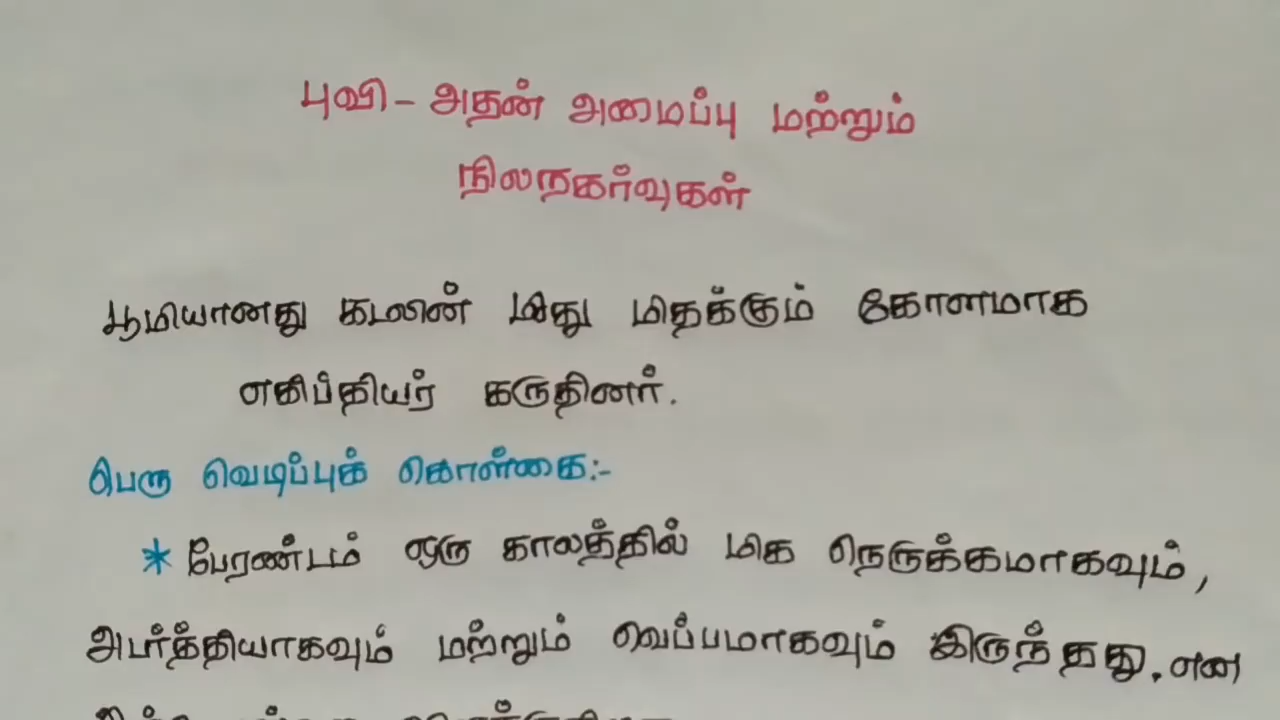 புவி - அதன் அமைப்பு மற்றும்
நிலநகர்வுகள்
பூமியானது கடலின் மீது மிதக்கும் கோளமாக
எகிப்தியர் கருதினர்.
பெரு வெடிப்புக் கொள்கை:-
* பேரண்டம் ஒரு காலத்தில் மிக நெருக்கமாகவும்,
அடர்த்தியாகவும் மற்றும் வெப்பமாகவும் இருந்தது. என